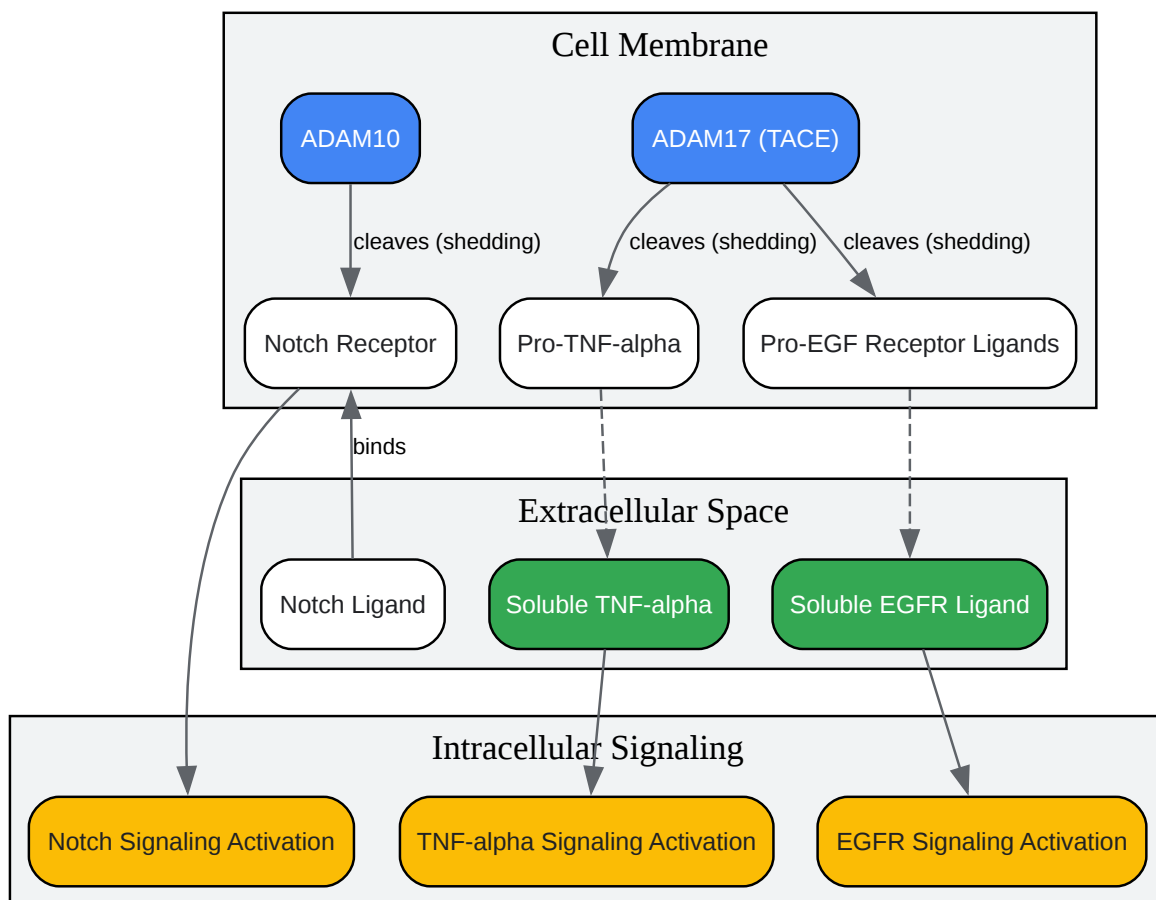 Cell Membrane
ADAM10
ADAM17 (TACE)
cleaves (shedding)
cleaves (shedding)
cleaves (shedding)
Notch Receptor
Pro-TNF-alpha
Pro-EGF Receptor Ligands
binds
Extracellular Space
Notch Ligand
Soluble TNF-alpha
Soluble EGFR Ligand
Intracellular Signaling
Notch Signaling Activation
TNF-alpha Signaling Activation
EGFR Signaling Activation